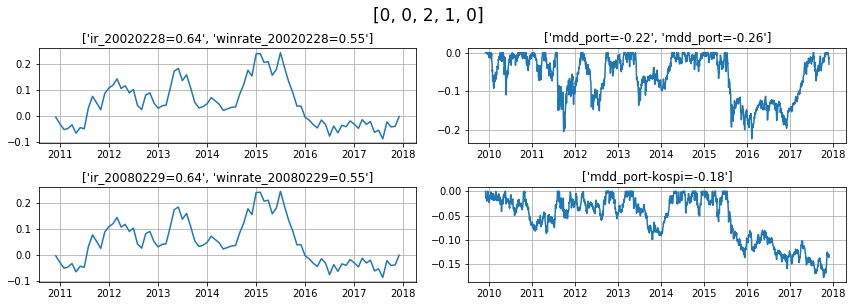 [0, 0, 2, 1, 0]
['ir_20020228=0.64', 'winrate_20020228=0.55']
0.2
0.1
0.0
−0.1
2011 2012 2013 2014 2015 2016 2017 2018
['mdd_port=-0.22', 'mdd_port=-0.26']
0.0
−0.1
−0.2
2010 2011 2012 2013 2014 2015 2016 2017 2018
['ir_20080229=0.64', 'winrate_20080229=0.55']
0.2
0.1
0.0
−0.1
2011 2012 2013 2014 2015 2016 2017 2018
['mdd_port-kospi=-0.18']
0.00
−0.05
−0.10
−0.15
2010 2011 2012 2013 2014 2015 2016 2017 2018